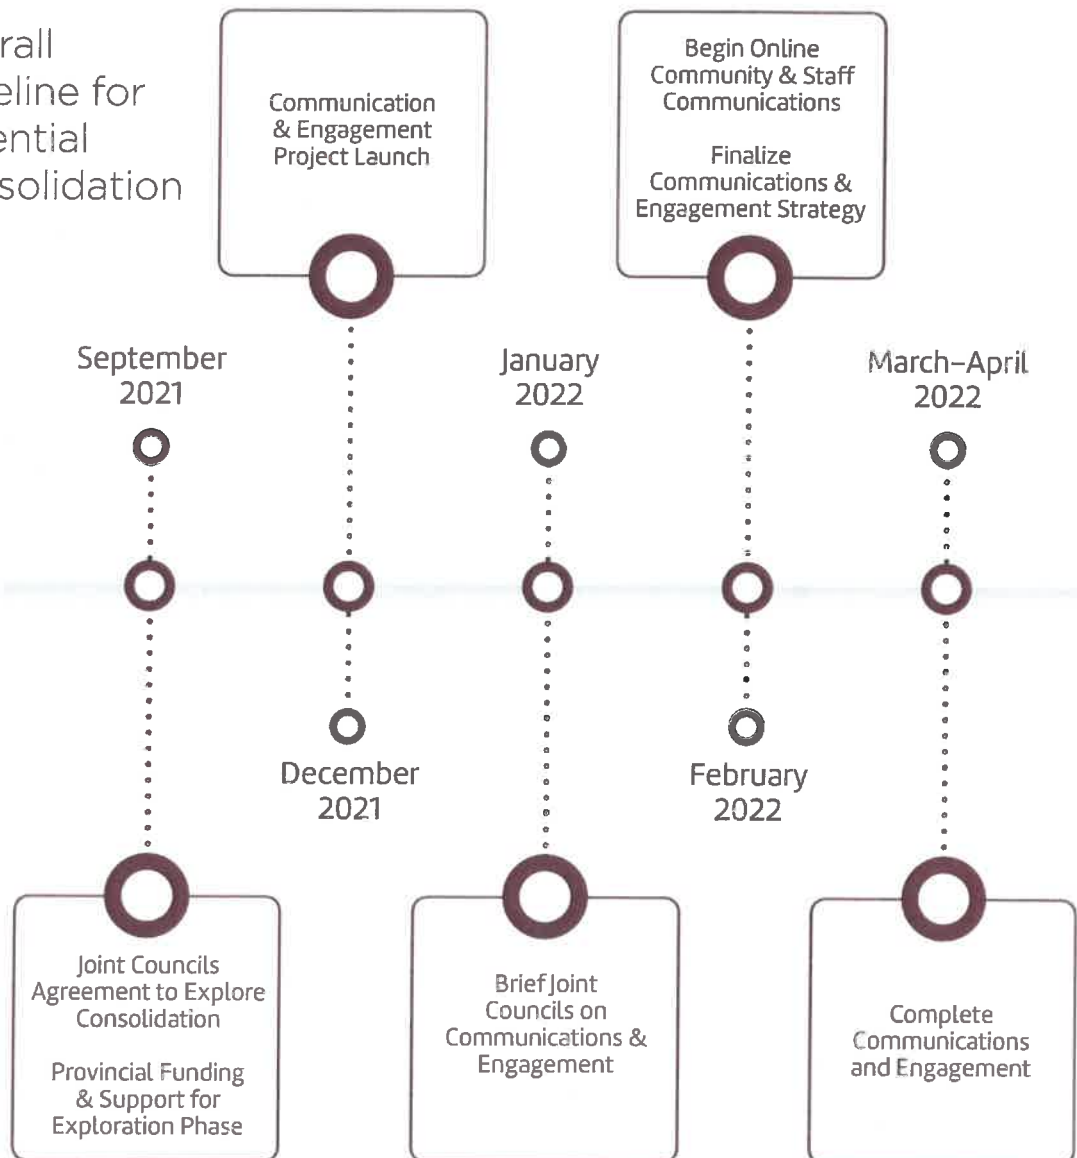 rall
eline for
ential
solidation
Communication
& Engagement
Project Launch
Begin Online
Community & Staff
Communications
Finalize
Communications &
Engagement Strategy
September
2021
January
2022
March–April
2022
December
2021
February
2022
Joint Councils
Agreement to Explore
Consolidation
Provincial Funding
& Support for
Exploration Phase
Brief Joint
Councils on
Communications &
Engagement
Complete
Communications
and Engagement